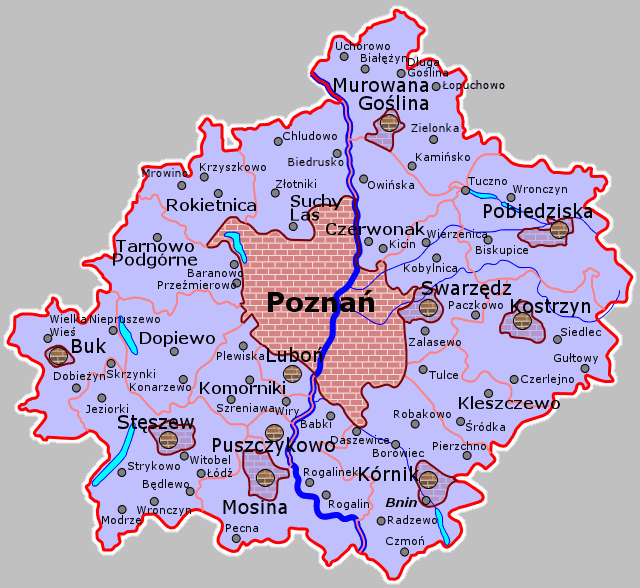 Uchorowo
Białężyn
Długa
Goślina
Łopuchowo
Murowana
Goślina
Chludowo
Zielonka
Biedrusko
Kamińsko
Krzyszkowo
Mrowino
Złotniki
Owińska
Tuczno
Wronczyn
Rokietnica
Suchy
Las
Pobiedziska
Czerwonak
Wierzenica
Kicin
Biskupice
Tarnowo
Podgórne
Baranowo
Przeźmierowo
Kobylnica
Swarzędz
Paczkowo
Kostrzyn
Poznań
Wielka
Wieś
Niepruszewo
Buk
Dopiewo
Plewiska
Luboń
Zalasewo
Siedlec
Gułtowy
Dobieżyn
Skrzynki
Konarzewo
Komorniki
Tulce
Czerlejno
Kleszczewo
Jeziorki
Szreniawa
Wiry
Stęszew
Babki
Robakowo
Śródka
Puszczykowo
Daszewice
Borowiec
Pierzchno
Strykowo
Witobel
Łódź
Rogalinek
Kórnik
Będlewo
Mosina
Rogalin
Bnin
Wronczyn
Modrze
Pecna
Radzewo
Czmoń